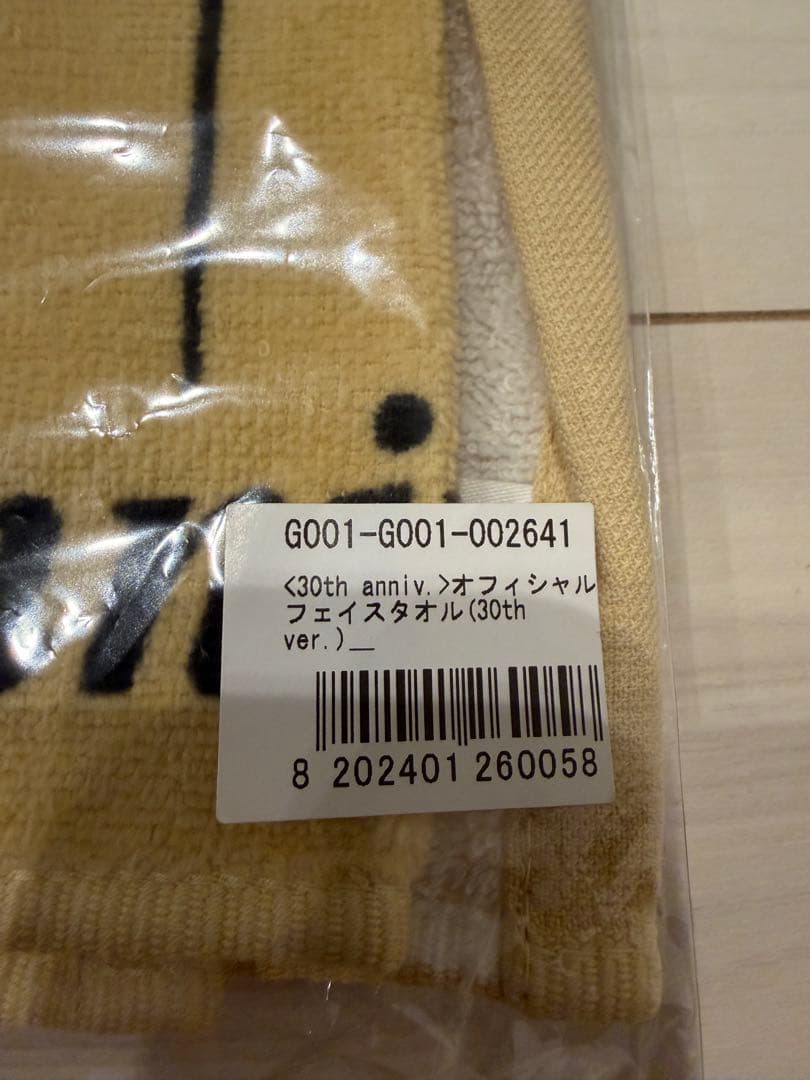 G001-G001-002641
<30th anniv.>オフィシャル
フェイスタオル(30th
ver.)__
8 202401 260058